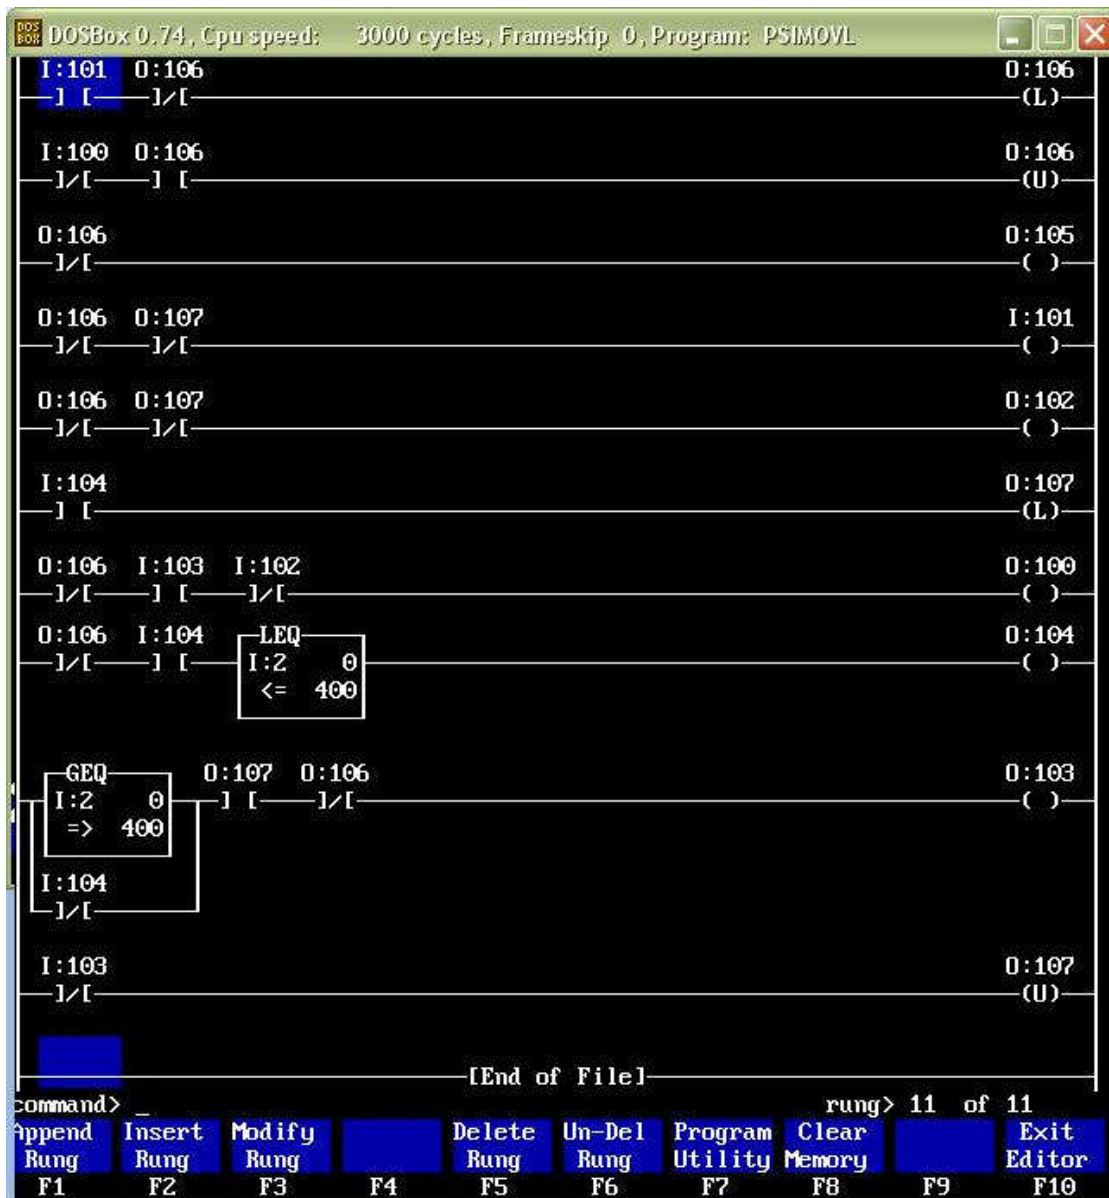 DOSBox 0.74, Cpu speed: 3000 cycles, Frameskip 0, Program: PSIMOVL
I:101 O:106 O:106
] [ ]/[ (L)
I:100 O:106 O:106
]/[ ] [ (U)
O:106 O:105
]/[ ( )
O:106 O:107 I:101
]/[ ]/[ ( )
O:106 O:107 O:102
]/[ ]/[ ( )
I:104 O:107
] [ (L)
O:106 I:103 I:102 O:100
]/[ ] [ ]/[ ( )
O:106 I:104 LEQ O:104
]/[ ] [ I:2 0 ( )
<= 400
GEQ O:107 O:106 O:103
I:2 0 ] [ ]/[ ( )
=> 400
I:104
]/[
I:103 O:107
]/[ (U)
[End of File]
command> _ rung> 11 of 11
Append Insert Modify Delete Un-Del Program Clear Exit
Rung Rung Rung Rung Rung Utility Memory Editor
F1 F2 F3 F4 F5 F6 F7 F8 F9 F10